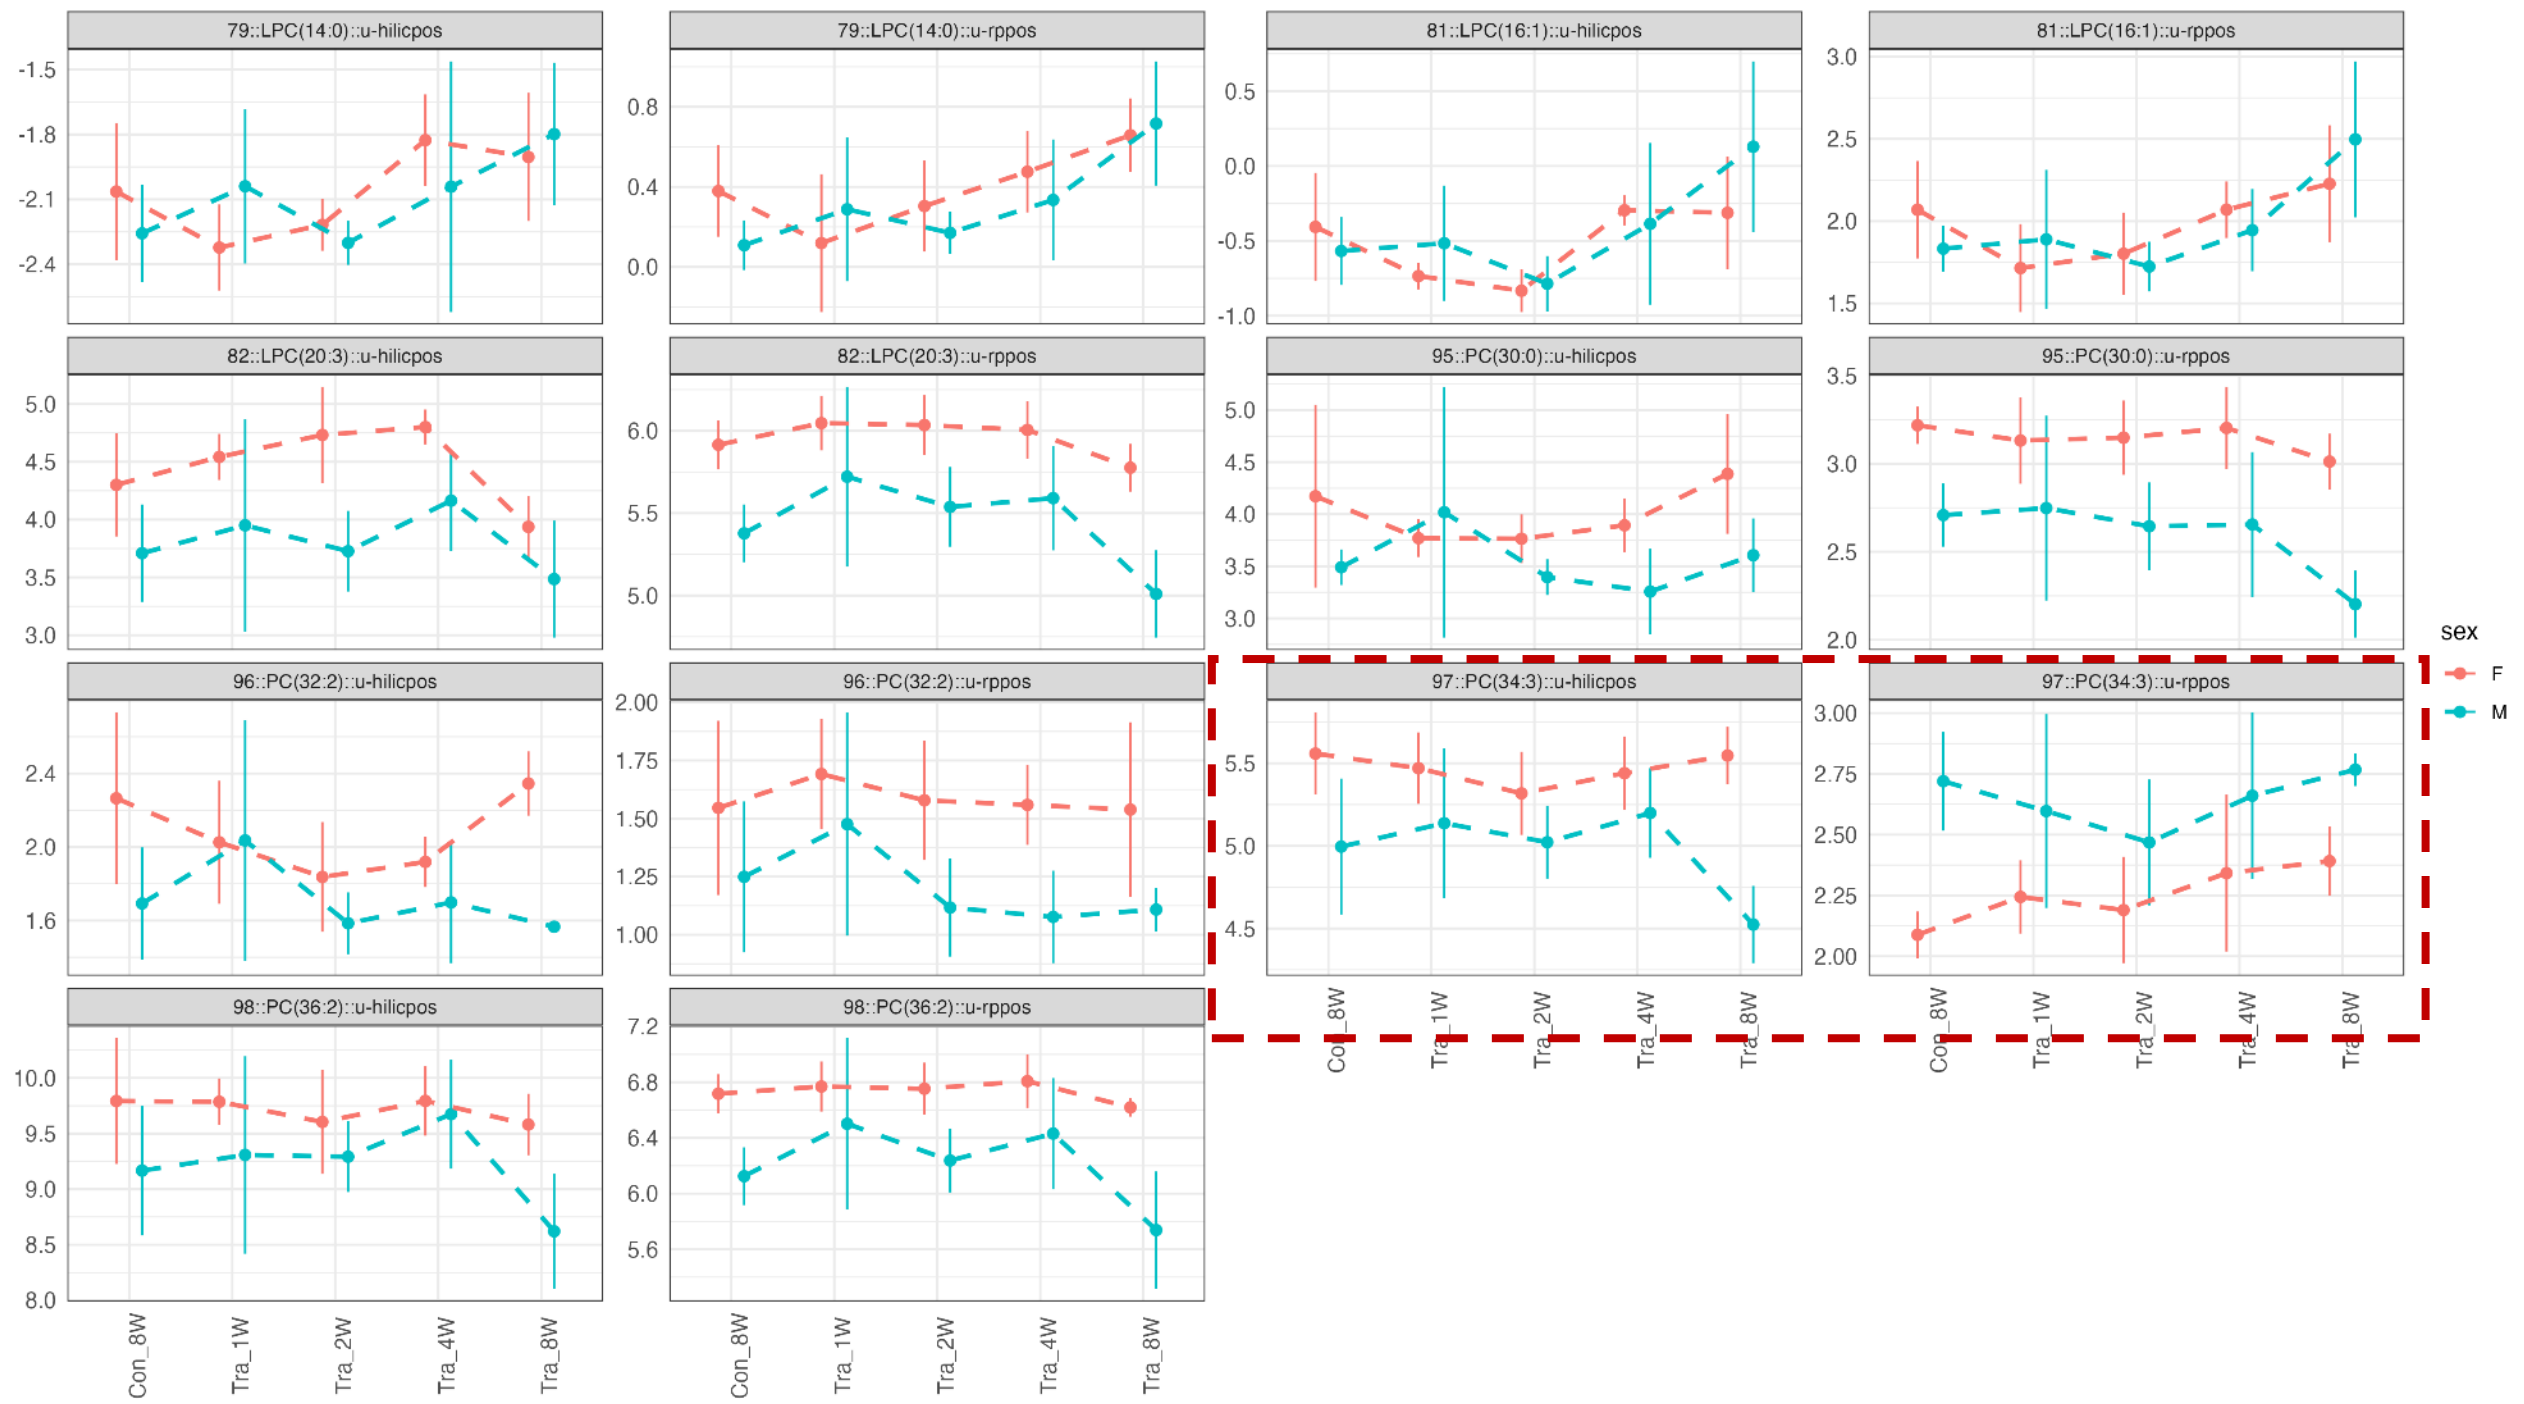 79::LPC(14:0)::u-hilicpos
79::LPC(14:0)::u-rppos
81::LPC(16:1)::u-hilicpos
81::LPC(16:1)::u-rppos
-1.5
-1.8
-2.1
-2.4
0.8
0.4
0.0
0.5
0.0
-0.5
-1.0
3.0
2.5
2.0
1.5
82::LPC(20:3)::u-hilicpos
82::LPC(20:3)::u-rppos
95::PC(30:0)::u-hilicpos
95::PC(30:0)::u-rppos
5.0
4.5
4.0
3.5
3.0
6.0
5.5
5.0
5.0
4.5
4.0
3.5
3.0
3.5
3.0
2.5
2.0
96::PC(32:2)::u-hilicpos
96::PC(32:2)::u-rppos
97::PC(34:3)::u-hilicpos
97::PC(34:3)::u-rppos
2.4
2.0
1.6
2.00
1.75
1.50
1.25
1.00
5.5
5.0
4.5
3.00
2.75
2.50
2.25
2.00
Con_8W
Tra_1W
Tra_2W
Tra_4W
Tra_8W
Con_8W
Tra_1W
Tra_2W
Tra_4W
Tra_8W
98::PC(36:2)::u-hilicpos
98::PC(36:2)::u-rppos
10.0
9.5
9.0
8.5
8.0
7.2
6.8
6.4
6.0
5.6
Con_8W
Tra_1W
Tra_2W
Tra_4W
Tra_8W
Con_8W
Tra_1W
Tra_2W
Tra_4W
Tra_8W
sex
F
M